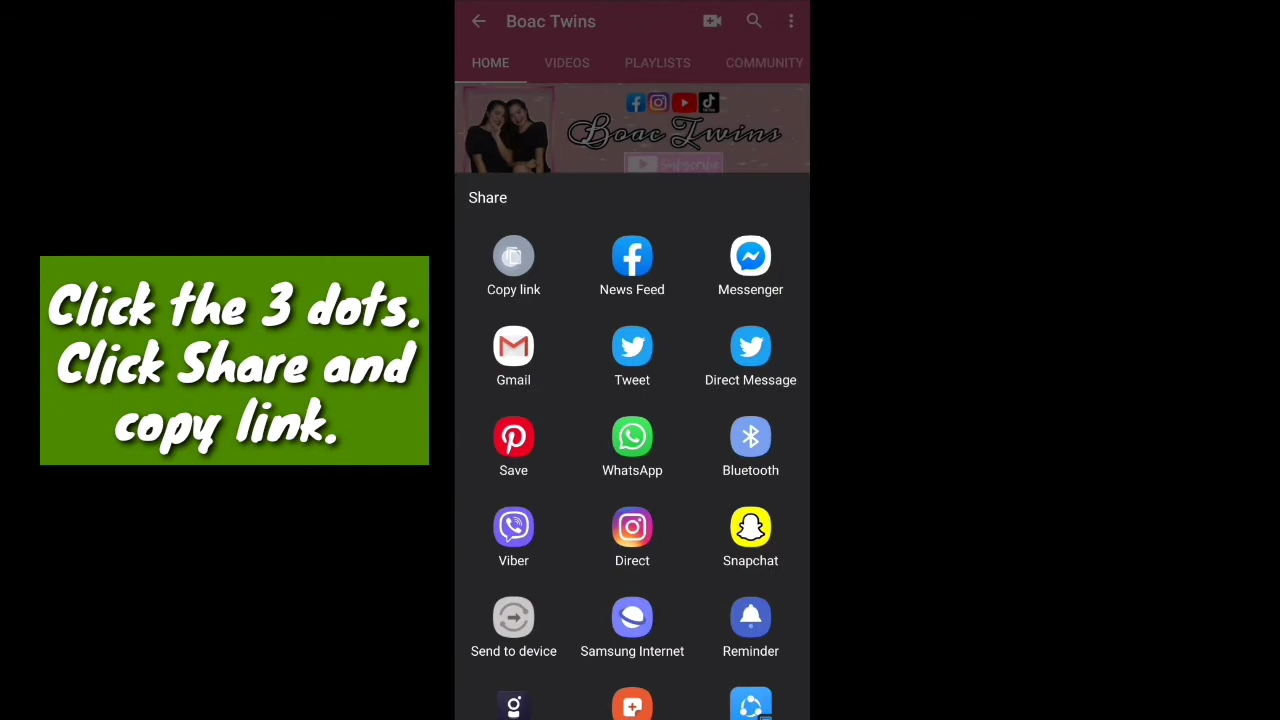 Boac Twins
HOME VIDEOS PLAYLISTS COMMUNITY
Boac Twins
Subscribe
Share
Copy link News Feed Messenger
Click the 3 dots.
Click Share and
copy link.
Gmail Tweet Direct Message
Save WhatsApp Bluetooth
Viber Direct Snapchat
Send to device Samsung Internet Reminder